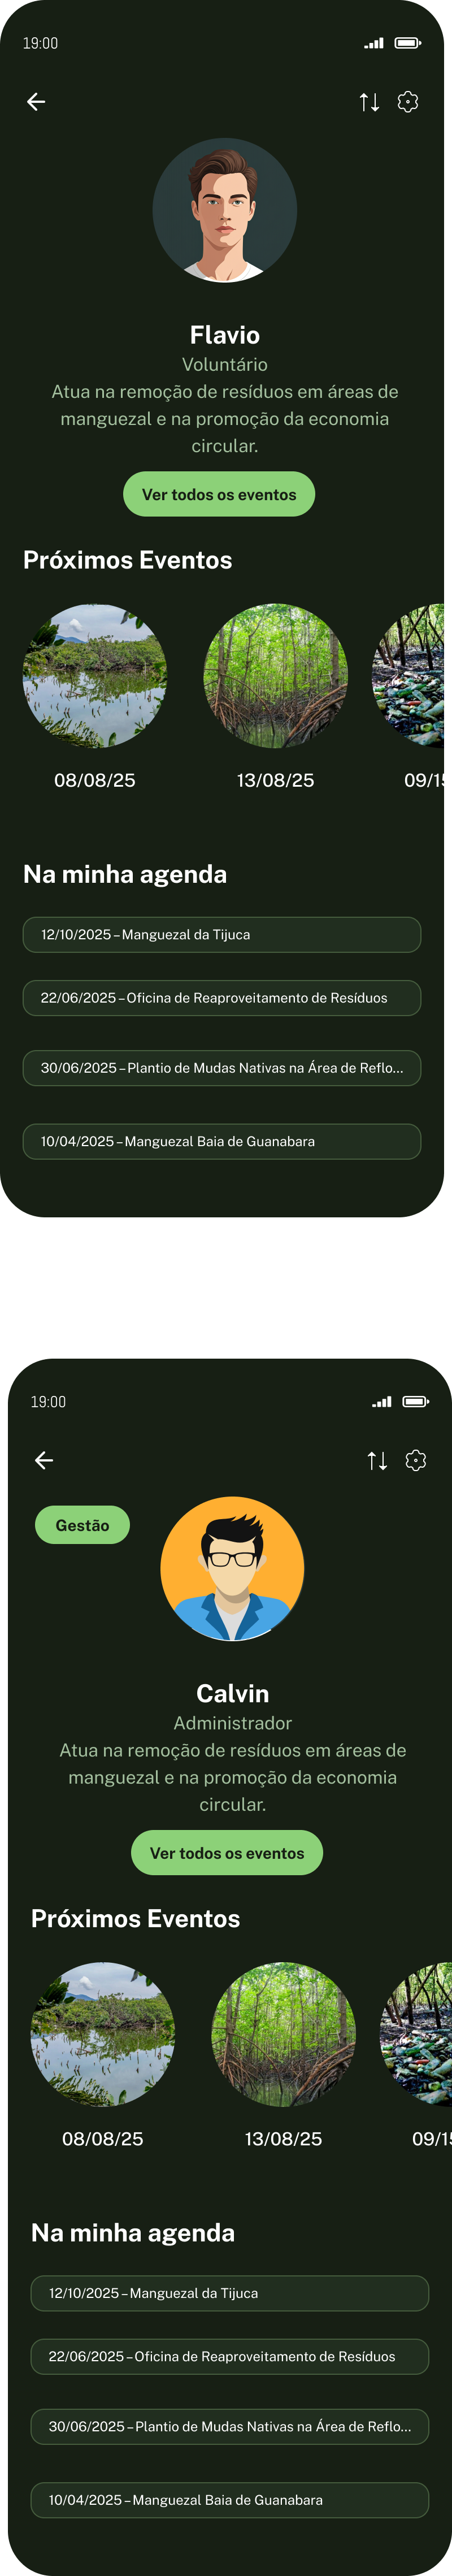 19:00
Flavio
Voluntário
Atua na remoção de resíduos em áreas de
manguezal e na promoção da economia
circular.
Ver todos os eventos
Próximos Eventos
08/08/25
13/08/25
09/15
Na minha agenda
12/10/2025 – Manguezal da Tijuca
22/06/2025 – Oficina de Reaproveitamento de Resíduos
30/06/2025 – Plantio de Mudas Nativas na Área de Reflo...
10/04/2025 – Manguezal Baia de Guanabara
19:00
Gestão
Calvin
Administrador
Atua na remoção de resíduos em áreas de
manguezal e na promoção da economia
circular.
Ver todos os eventos
Próximos Eventos
08/08/25
13/08/25
09/15
Na minha agenda
12/10/2025 – Manguezal da Tijuca
22/06/2025 – Oficina de Reaproveitamento de Resíduos
30/06/2025 – Plantio de Mudas Nativas na Área de Reflo...
10/04/2025 – Manguezal Baia de Guanabara